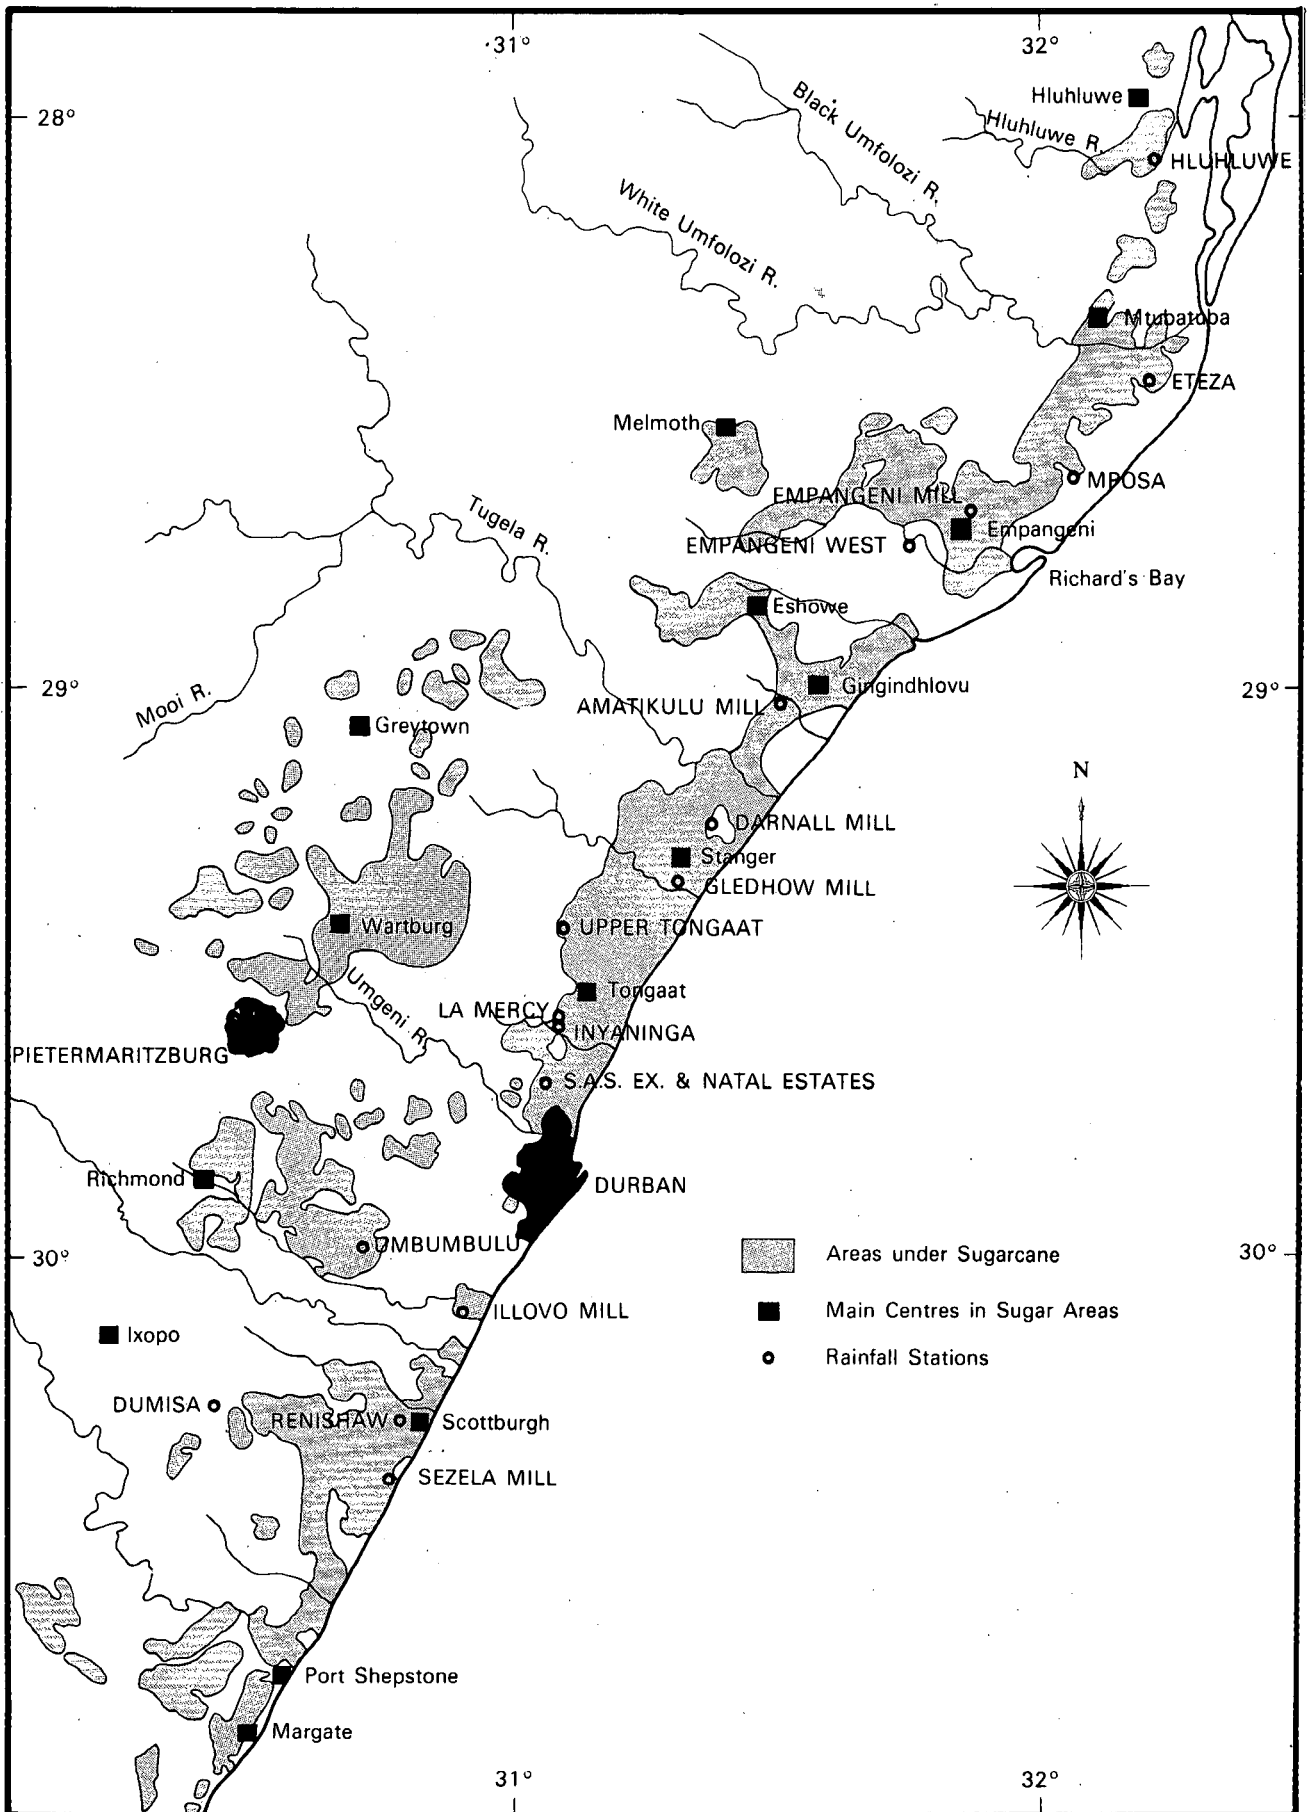 31°
32°
28°
Hluhluwe
Black Umfolozi R.
Hluhluwe R.
HLUHLUWE
White Umfolozi R.
Mtubatuba
ETEZA
Melmoth
MPOSA
EMPANGENI MILL
Tugela R.
Empangeni
EMPANGENI WEST
Richard's Bay
Eshowe
29°
Gingindhlovu
29°
Mooi R.
AMATIKULU MILL
Greytown
N
DARNALL MILL
Stanger
GLEDHOW MILL
Wartburg
UPPER TONGAAT
Umgeni R.
Tongaat
LA MERCY
INYANINGA
PIETERMARITZBURG
S.A.S. EX. & NATAL ESTATES
Richmond
DURBAN
UMBUMBULU
30°
Areas under Sugarcane
30°
ILLOVO MILL
Main Centres in Sugar Areas
Ixopo
Rainfall Stations
DUMISA
RENISHAW
Scottburgh
SEZELA MILL
Port Shepstone
Margate
31°
32°